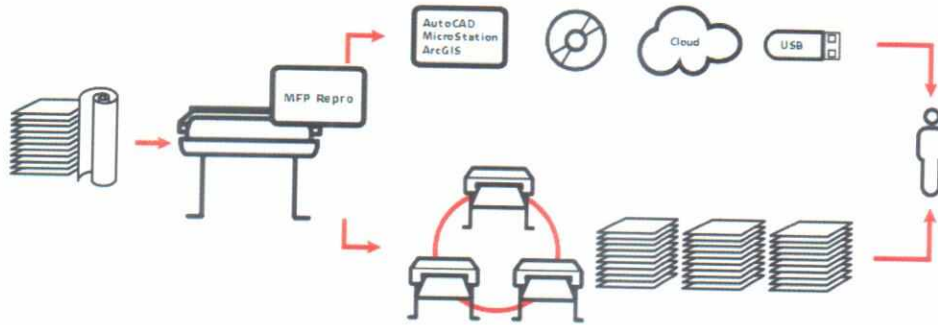 AutoCAD
MicroStation
ArcGIS
Cloud
USB
MFP Repro